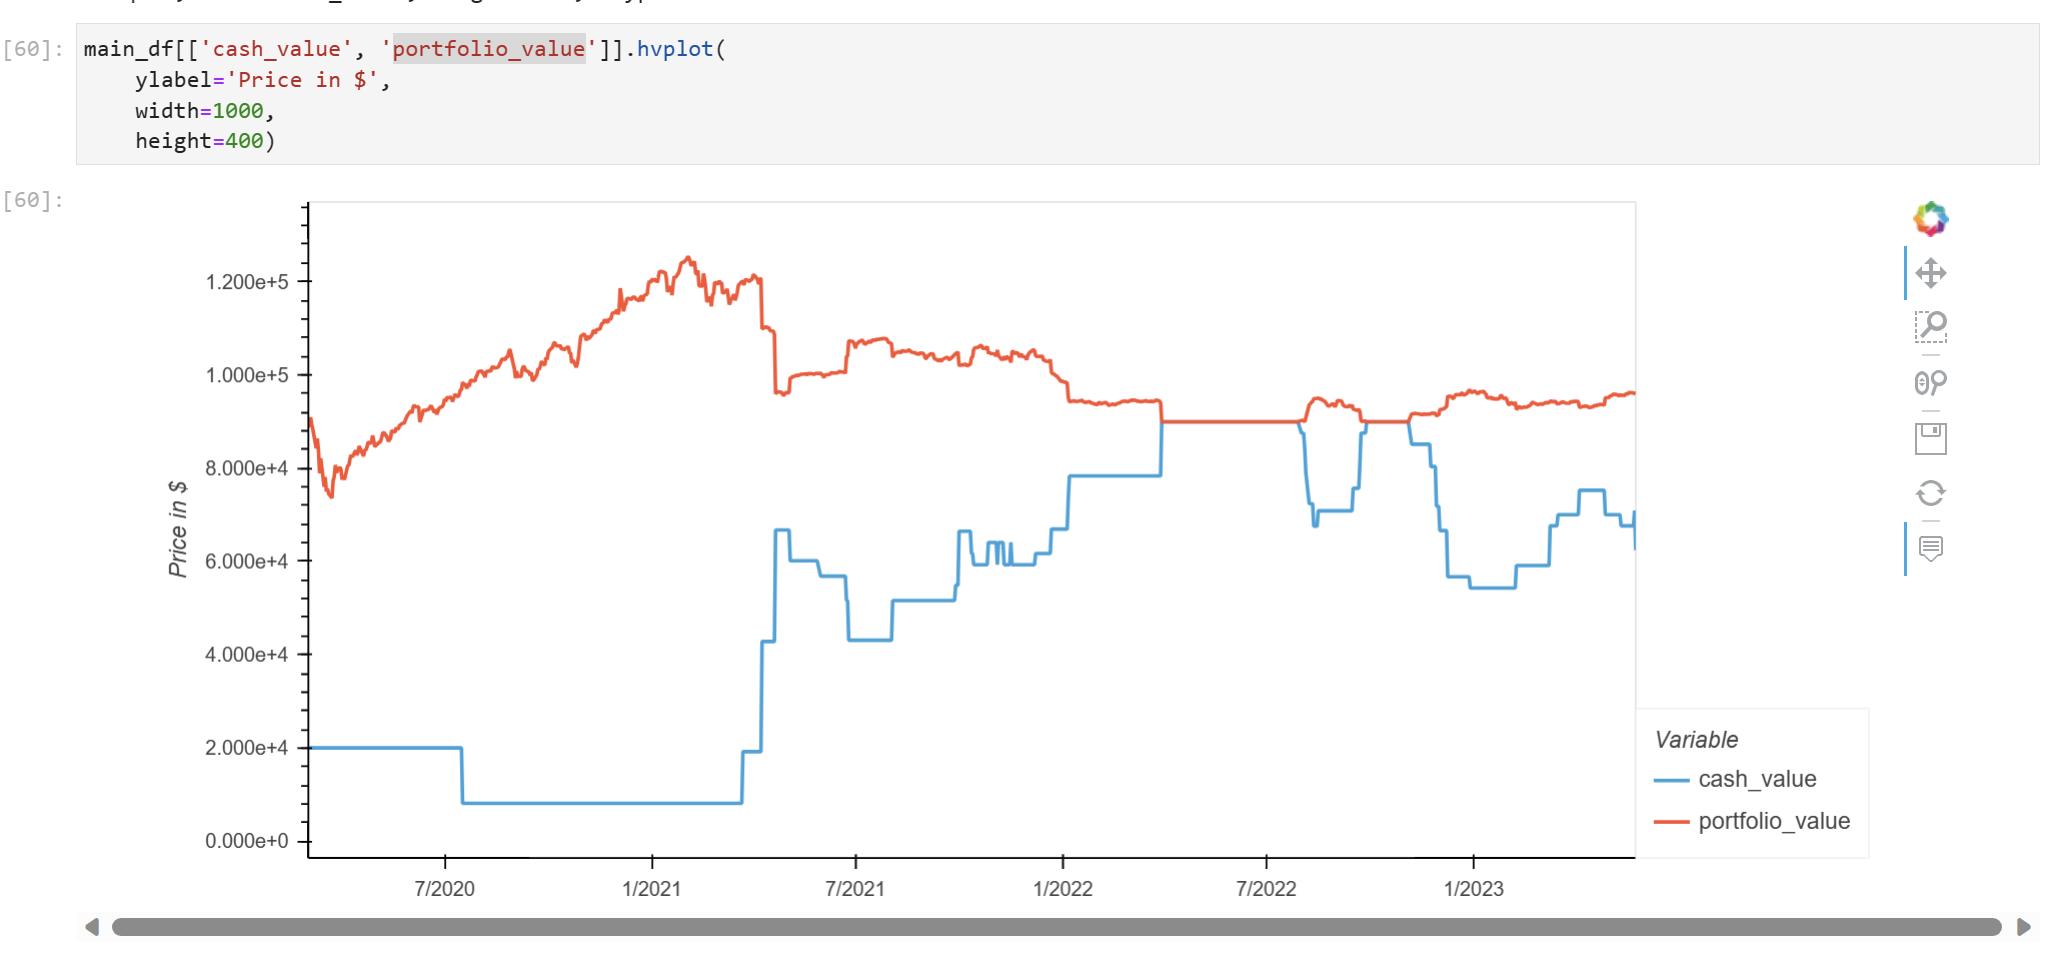 [60]: main_df[['cash_value', 'portfolio_value']].hvplot(
ylabel='Price in $',
width=1000,
height=400)
[60]:
1.200e+5
1.000e+5
8.000e+4
6.000e+4
4.000e+4
2.000e+4
0.000e+0
Price in $
7/2020 1/2021 7/2021 1/2022 7/2022 1/2023
Variable
cash_value
portfolio_value